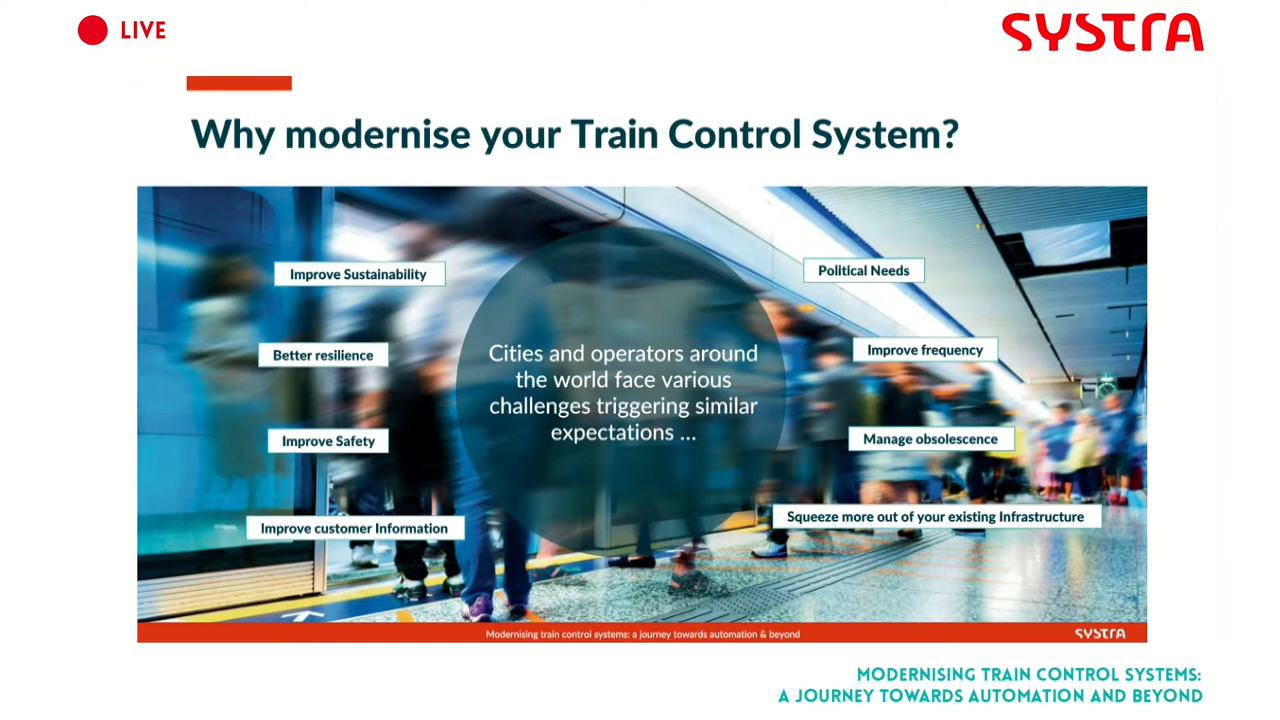 LIVE
SYSTRA
Why modernise your Train Control System?
Improve Sustainability
Political Needs
Better resilience
Improve frequency
Cities and operators around
the world face various
challenges triggering similar
expectations ...
Improve Safety
Manage obsolescence
Improve customer Information
Squeeze more out of your existing Infrastructure
Modernising train control systems: a journey towards automation & beyond
SYSTRA
MODERNISING TRAIN CONTROL SYSTEMS:
A JOURNEY TOWARDS AUTOMATION AND BEYOND